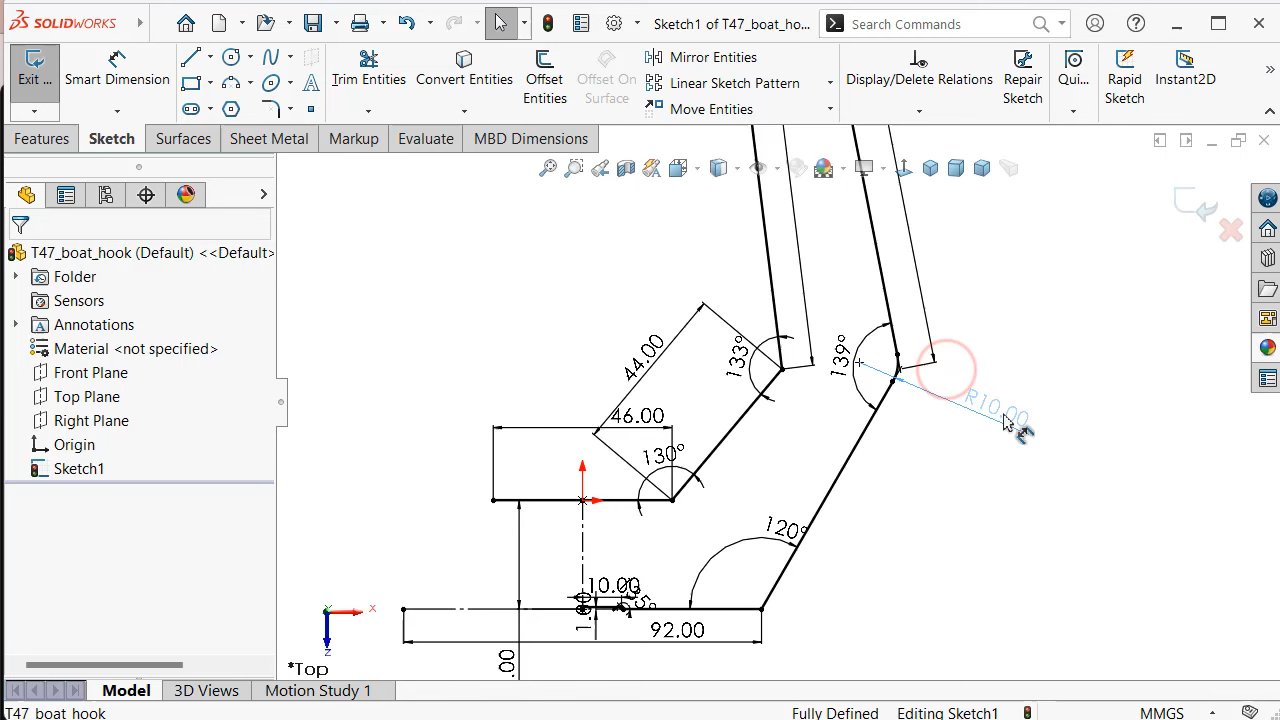 SOLIDWORKS
Sketch1 of T47_boat_ho...
Search Commands
Exit ...
Smart Dimension
Trim Entities
Convert Entities
Offset Entities
Offset On Surface
Mirror Entities
Linear Sketch Pattern
Move Entities
Display/Delete Relations
Repair Sketch
Qui...
Rapid Sketch
Instant2D
Features
Sketch
Surfaces
Sheet Metal
Markup
Evaluate
MBD Dimensions
T47_boat_hook (Default) <<Default>
Folder
Sensors
Annotations
Material <not specified>
Front Plane
Top Plane
Right Plane
Origin
Sketch1
44.00
133°
139°
R10.00
46.00
130°
120°
10.00
92.00
.00
x
z
*Top
Model
3D Views
Motion Study 1
T47_boat_hook
Fully Defined
Editing Sketch1
MMGS